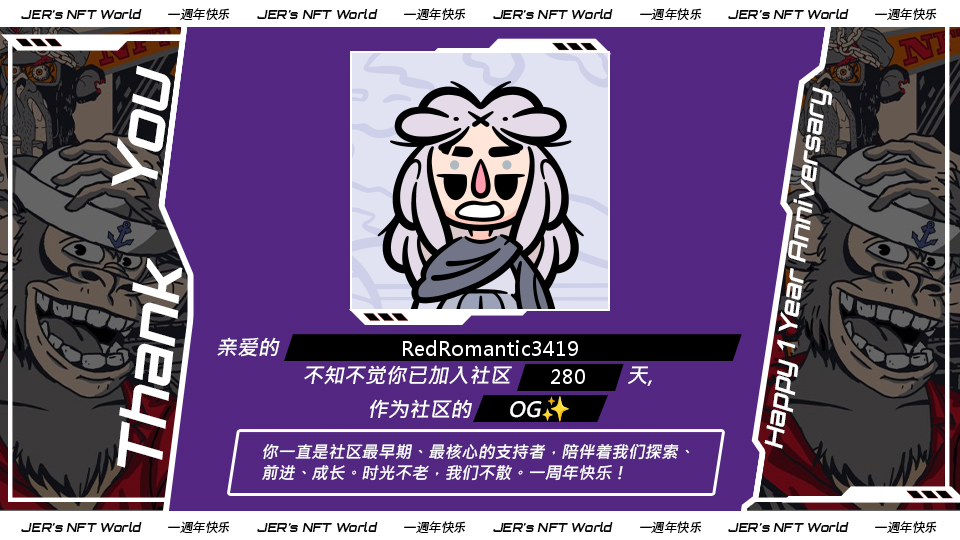 JER's NFT World 一週年快乐 JER's NFT World 一週年快乐 JER's NFT World 一週年快乐 JER's NFT World 一週年快乐
Thank You
亲爱的 RedRomantic3419
不知不觉你已加入社区 280 天,
作为社区的 OG✨
你一直是社区最早期、最核心的支持者，陪伴着我们探索、
前进、成长。时光不老，我们不散。一周年快乐！
Happy 1 Year Anniversary
JER's NFT World 一週年快乐 JER's NFT World 一週年快乐 JER's NFT World 一週年快乐 JER's NFT World 一週年快乐